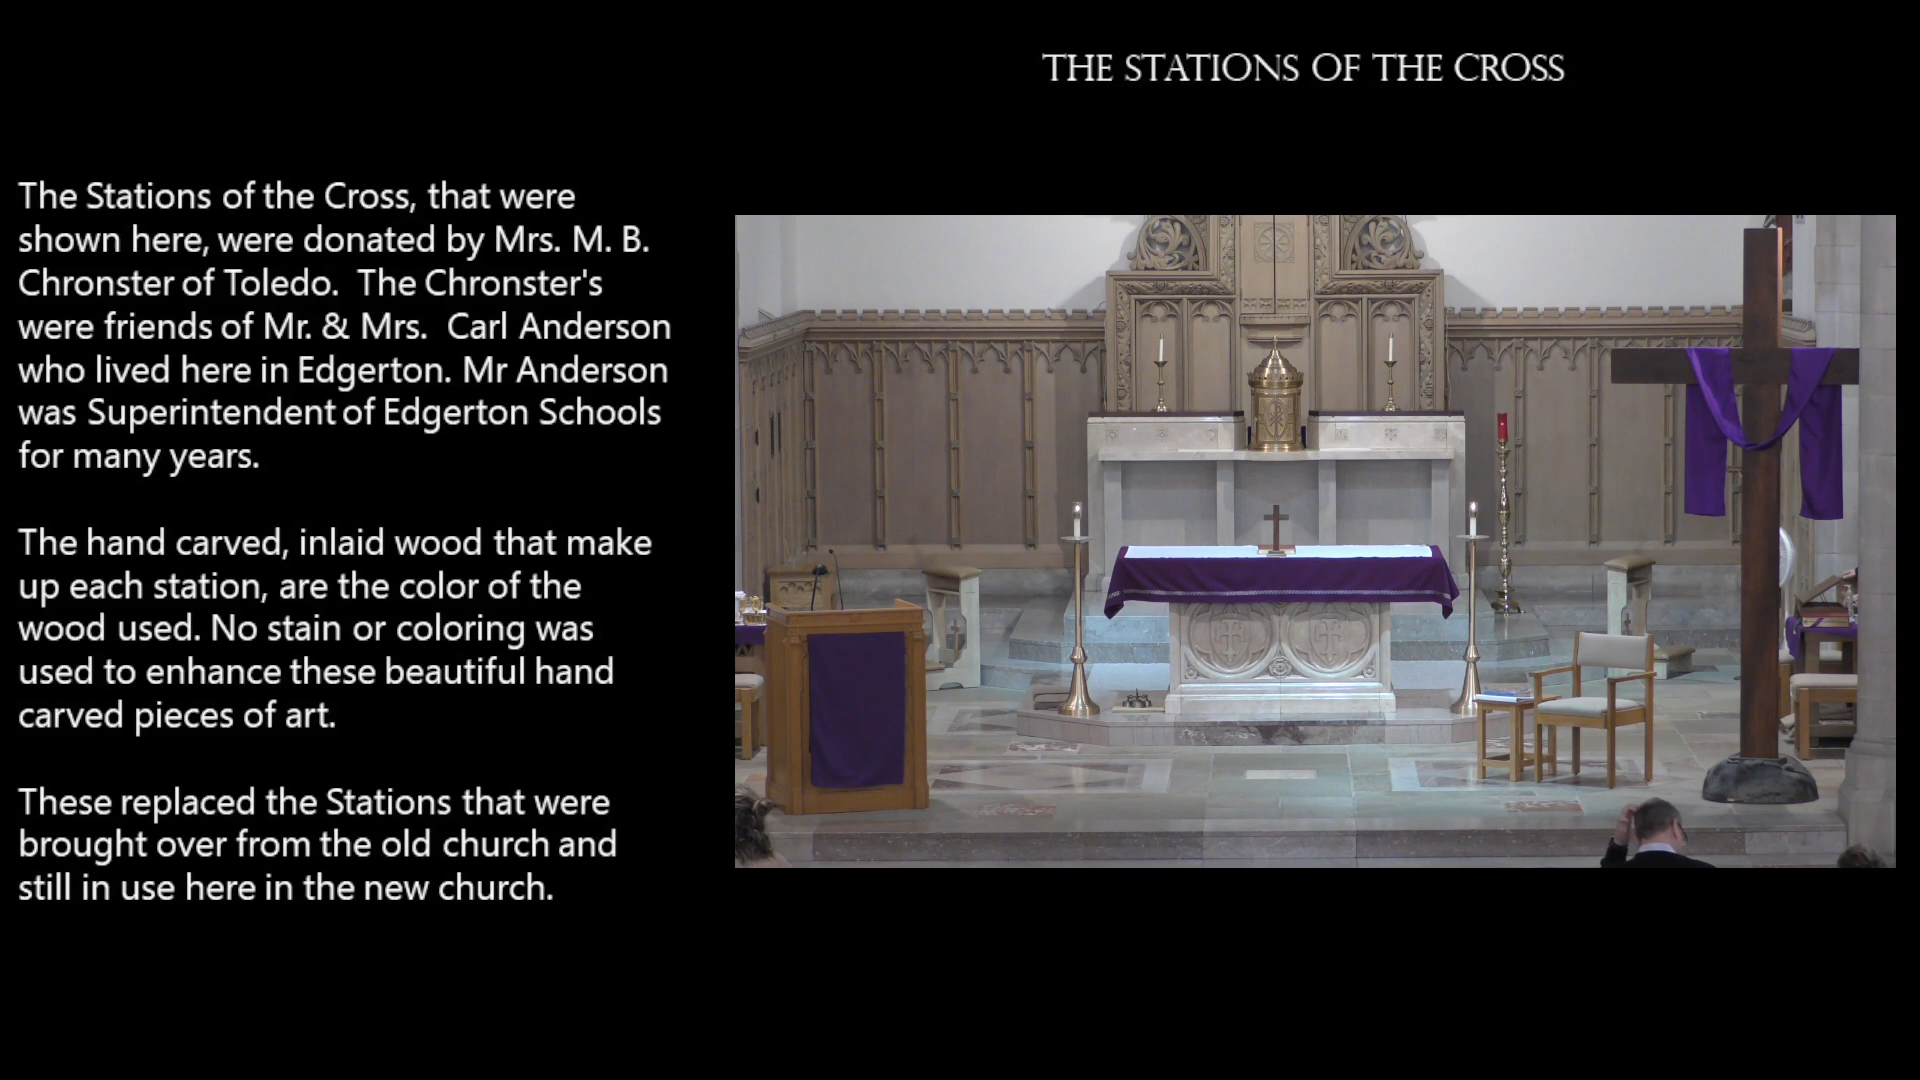 THE STATIONS OF THE CROSS
The Stations of the Cross, that were
shown here, were donated by Mrs. M. B.
Chronster of Toledo.  The Chronster's
were friends of Mr. & Mrs.  Carl Anderson
who lived here in Edgerton. Mr Anderson
was Superintendent of Edgerton Schools
for many years.
The hand carved, inlaid wood that make
up each station, are the color of the
wood used. No stain or coloring was
used to enhance these beautiful hand
carved pieces of art.
These replaced the Stations that were
brought over from the old church and
still in use here in the new church.